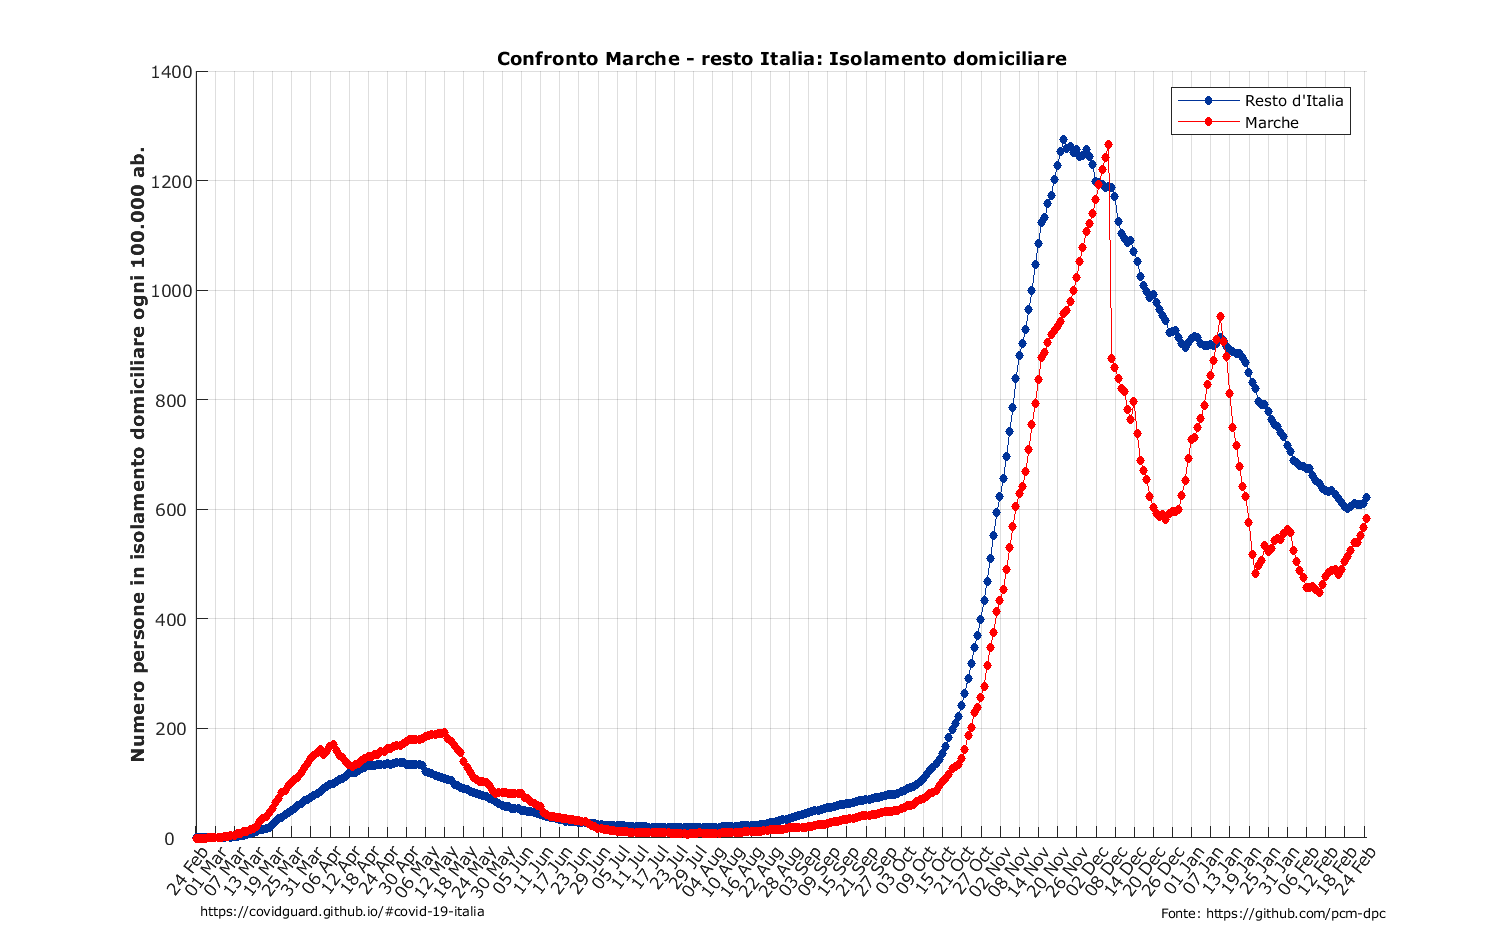 Confronto Marche - resto Italia: Isolamento domiciliare
Resto d'Italia
Marche
Numero persone in isolamento domiciliare ogni 100.000 ab.
1400
1200
1000
800
600
400
200
0
24 Feb
01 Mar
07 Mar
13 Mar
19 Mar
25 Mar
31 Mar
06 Apr
12 Apr
18 Apr
24 Apr
30 Apr
06 May
12 May
18 May
24 May
30 May
05 Jun
11 Jun
17 Jun
23 Jun
29 Jun
05 Jul
11 Jul
17 Jul
23 Jul
29 Jul
04 Aug
10 Aug
16 Aug
22 Aug
28 Aug
03 Sep
09 Sep
15 Sep
21 Sep
27 Sep
03 Oct
09 Oct
15 Oct
21 Oct
27 Oct
02 Nov
08 Nov
14 Nov
20 Nov
26 Nov
02 Dec
08 Dec
14 Dec
20 Dec
26 Dec
01 Jan
07 Jan
13 Jan
19 Jan
25 Jan
31 Jan
06 Feb
12 Feb
18 Feb
24 Feb
https://covidguard.github.io/#covid-19-italia
Fonte: https://github.com/pcm-dpc